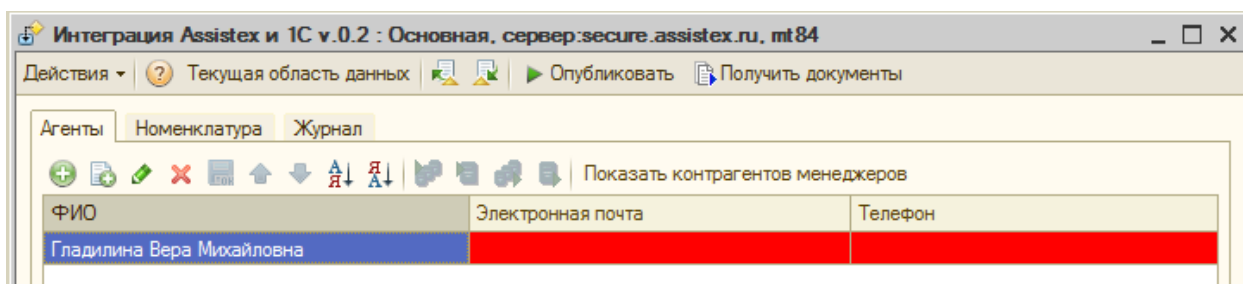 Интеграция Assistex и 1С v.0.2 : Основная, сервер:secure.assistex.ru, mt84
Действия Текущая область данных Опубликовать Получить документы
Агенты Номенклатура Журнал
Показать контрагентов менеджеров
ФИО Электронная почта Телефон
Гладилина Вера Михайловна